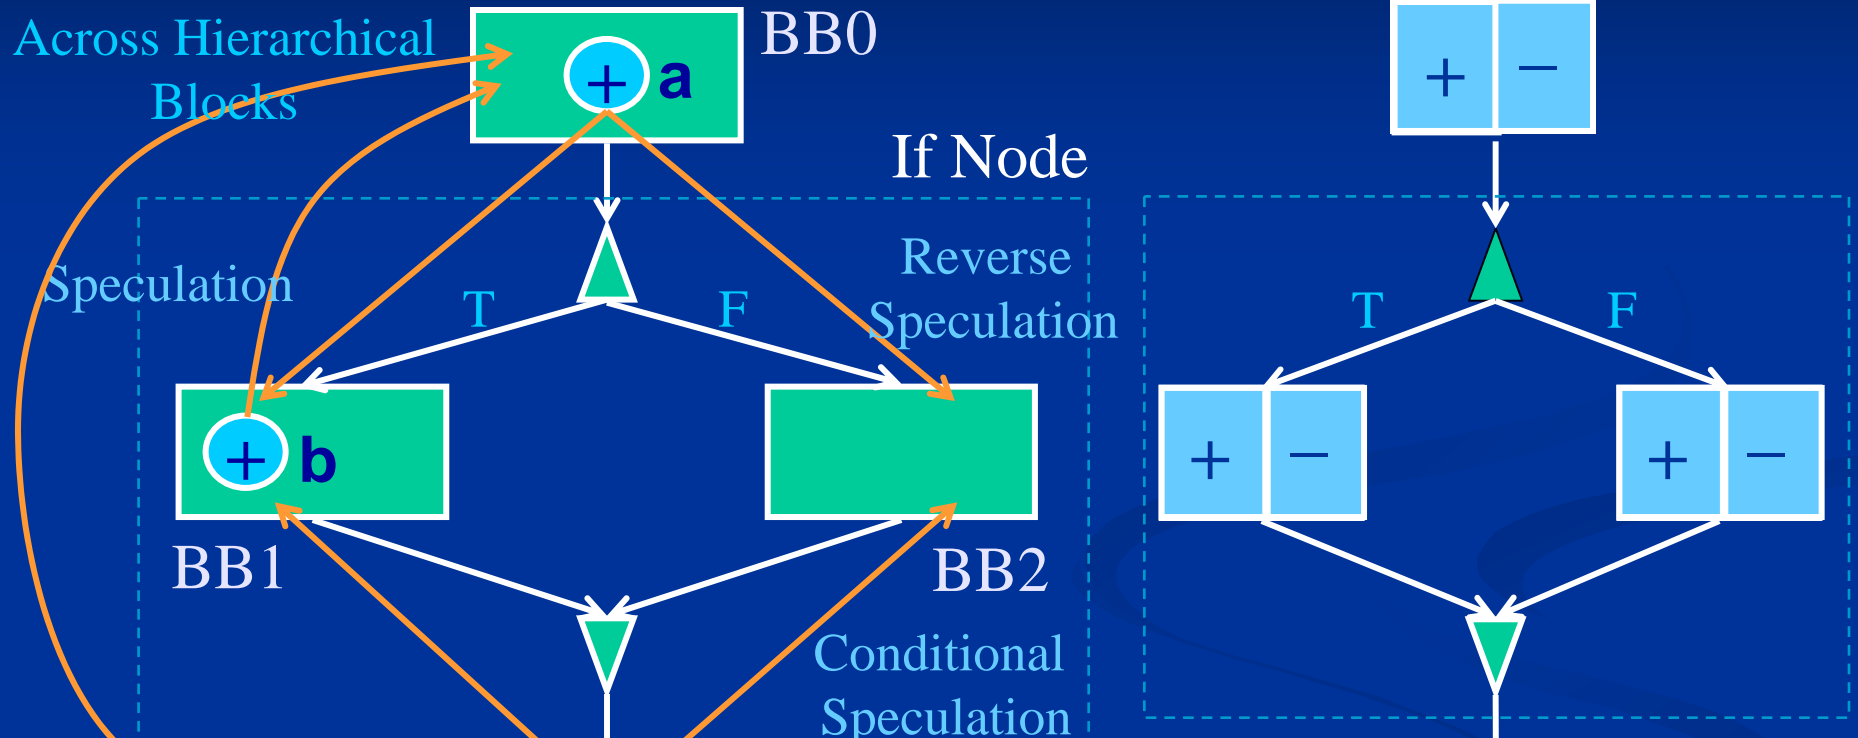 Across Hierarchical
Blocks
+ a
BB0
If Node
Speculation
T
F
Reverse
Speculation
+ b
BB1
BB2
Conditional
Speculation
+ –
T
F
+ –
+ –